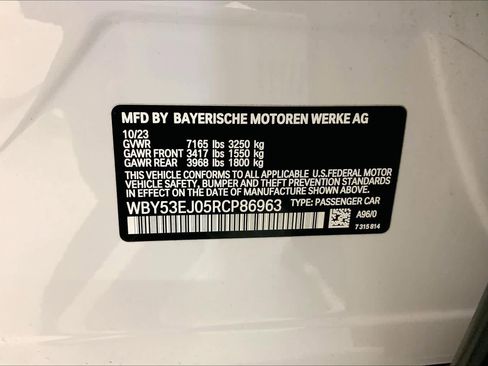 MFD BY BAYERISCHE MOTOREN WERKE AG
10/23
GVWR 7165 lbs 3250 kg
GAWR FRONT 3417 lbs 1550 kg
GAWR REAR 3968 lbs 1800 kg
THIS VEHICLE CONFORMS TO ALL APPLICABLE U.S.FEDERAL MOTOR
VEHICLE SAFETY, BUMPER AND THEFT PREVENTION STANDARDS
IN EFFECT ON THE DATE OF MANUFACTURE SHOWN ABOVE.
WBY53EJ05RCP86963 TYPE: PASSENGER CAR
A96/0
7 315 814